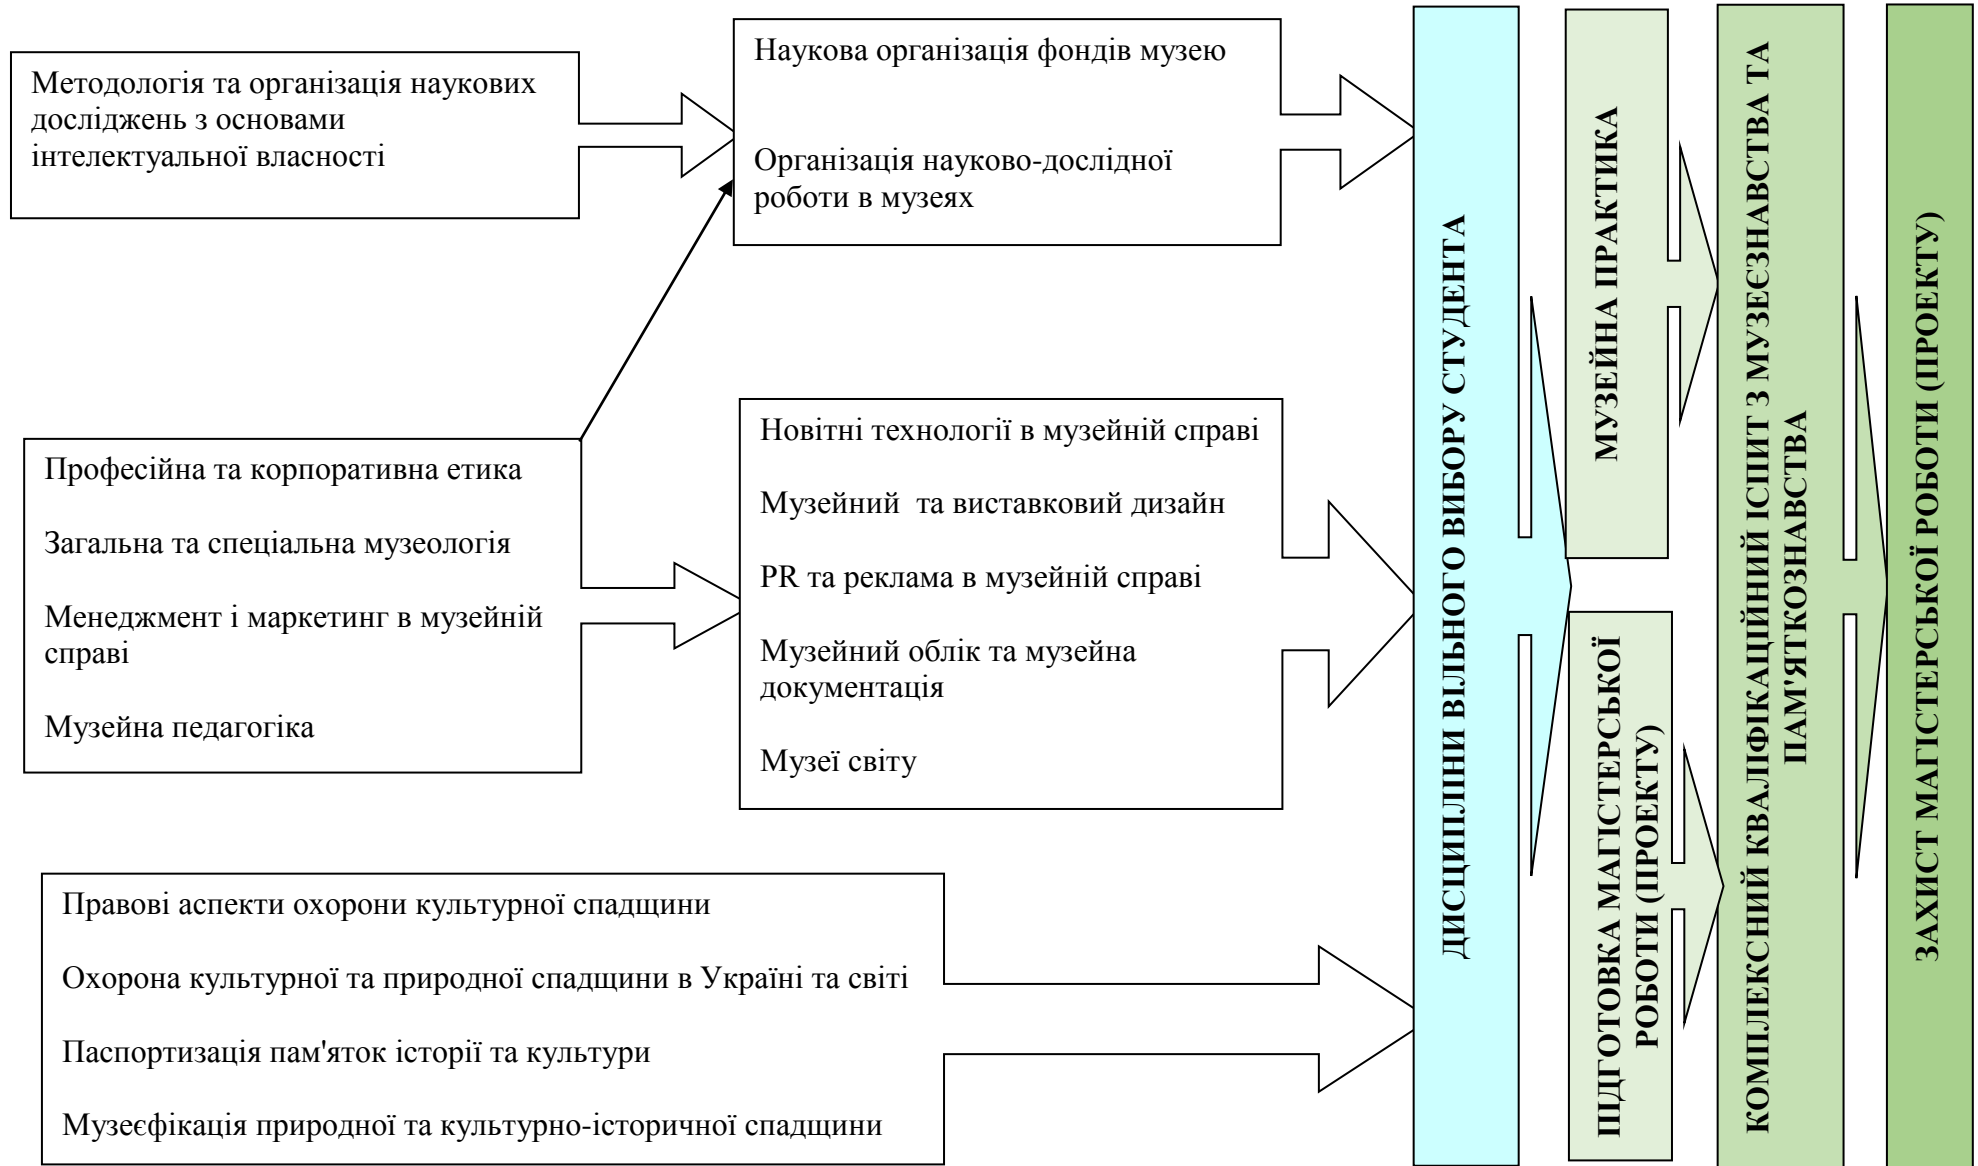 Методологія та організація наукових
досліджень з основами
інтелектуальної власності
Наукова організація фондів музею
Організація науково-дослідної
роботи в музеях
Професійна та корпоративна етика
Загальна та спеціальна музеологія
Менеджмент і маркетинг в музейній
справі
Музейна педагогіка
Новітні технології в музейній справі
Музейний та виставковий дизайн
PR та реклама в музейній справі
Музейний облік та музейна
документація
Музеї світу
Правові аспекти охорони культурної спадщини
Охорона культурної та природної спадщини в Україні та світі
Паспортизація пам'яток історії та культури
Музеєфікація природної та культурно-історичної спадщини
ДИСЦИПЛІНИ ВІЛЬНОГО ВИБОРУ СТУДЕНТА
МУЗЕЙНА ПРАКТИКА
ПІДГОТОВКА МАГІСТЕРСЬКОЇ
РОБОТИ (ПРОЕКТУ)
КОМПЛЕКСНИЙ КВАЛІФІКАЦІЙНИЙ ІСПИТ З МУЗЕЄЗНАВСТВА ТА
ПАМ'ЯТКОЗНАВСТВА
ЗАХИСТ МАГІСТЕРСЬКОЇ РОБОТИ (ПРОЕКТУ)